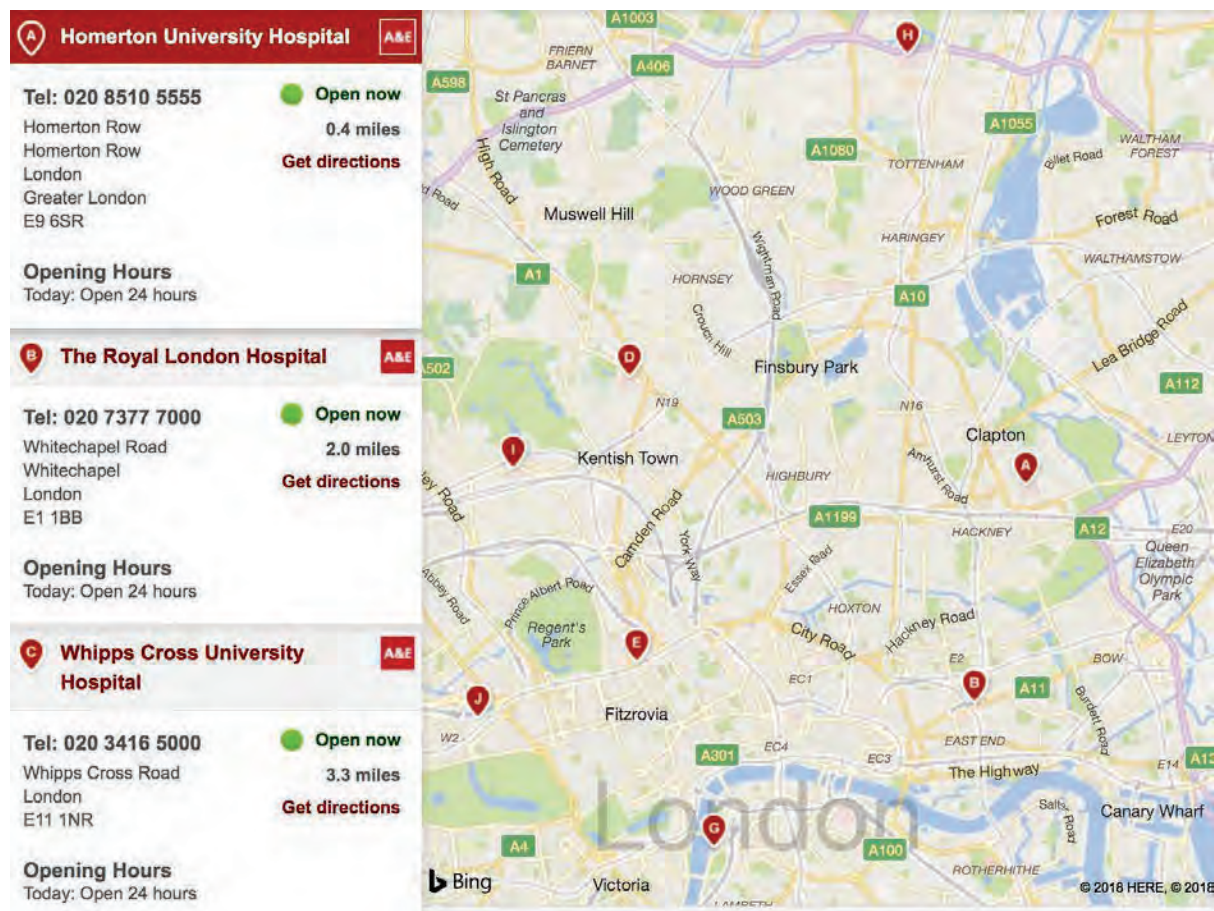 A Homerton University Hospital A&E
Tel: 020 8510 5555 Open now
Homerton Row 0.4 miles
Homerton Row Get directions
London
Greater London
E9 6SR
Opening Hours
Today: Open 24 hours
B The Royal London Hospital A&E
Tel: 020 7377 7000 Open now
Whitechapel Road 2.0 miles
Whitechapel Get directions
London
E1 1BB
Opening Hours
Today: Open 24 hours
C Whipps Cross University A&E
Hospital
Tel: 020 3416 5000 Open now
Whipps Cross Road 3.3 miles
London Get directions
E11 1NR
Opening Hours
Today: Open 24 hours
A1003
H
FRIERN
BARNET
A406
A598
St Pancras
and
Islington
Cemetery
A1055
WALTHAM
FOREST
A1080
Billet Road
TOTTENHAM
High Road
WOOD GREEN
Road
Muswell Hill
Forest Road
HARINGEY
Wightman Road
WALTHAMSTOW
A1
HORNSEY
A10
Crouch Hill
Lea Bridge Road
D
Finsbury Park
A502
A112
N19
N16
A503
Clapton
LEYTON
I
Kentish Town
A
HIGHBURY
Amhurst Road
Camden Road
A1199
A12
E20
HACKNEY
York Way
Queen
Elizabeth
Olympic
Park
Essex Road
Abbey Road
Prince Albert Road
HOXTON
Regent's
Park
E
City Road
Hackney Road
E2
BOW
EC1
B
A11
J
Fitzrovia
Burdett Road
W2
A301
EC4
EC3
EAST END
E14
A13
The Highway
London
Canary Wharf
G
A4
A100
ROTHERHITHE
Bing
Victoria
LAMBETH
© 2018 HERE, © 2018